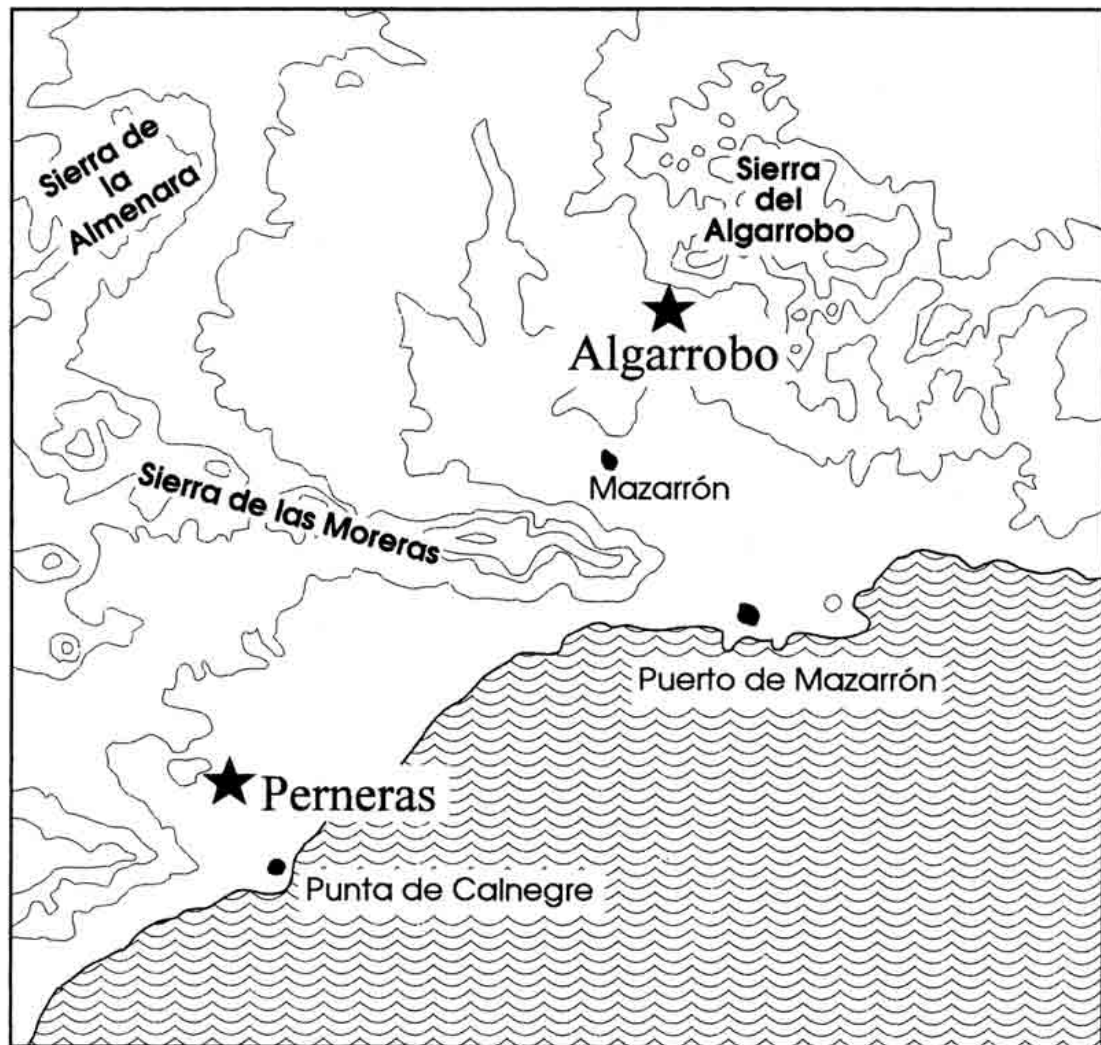 Sierra de
la
Almenara
Sierra
del
Algarrobo
Algarrobo
Mazarrón
Sierra de las Moreras
Puerto de Mazarrón
Perneras
Punta de Calnegre